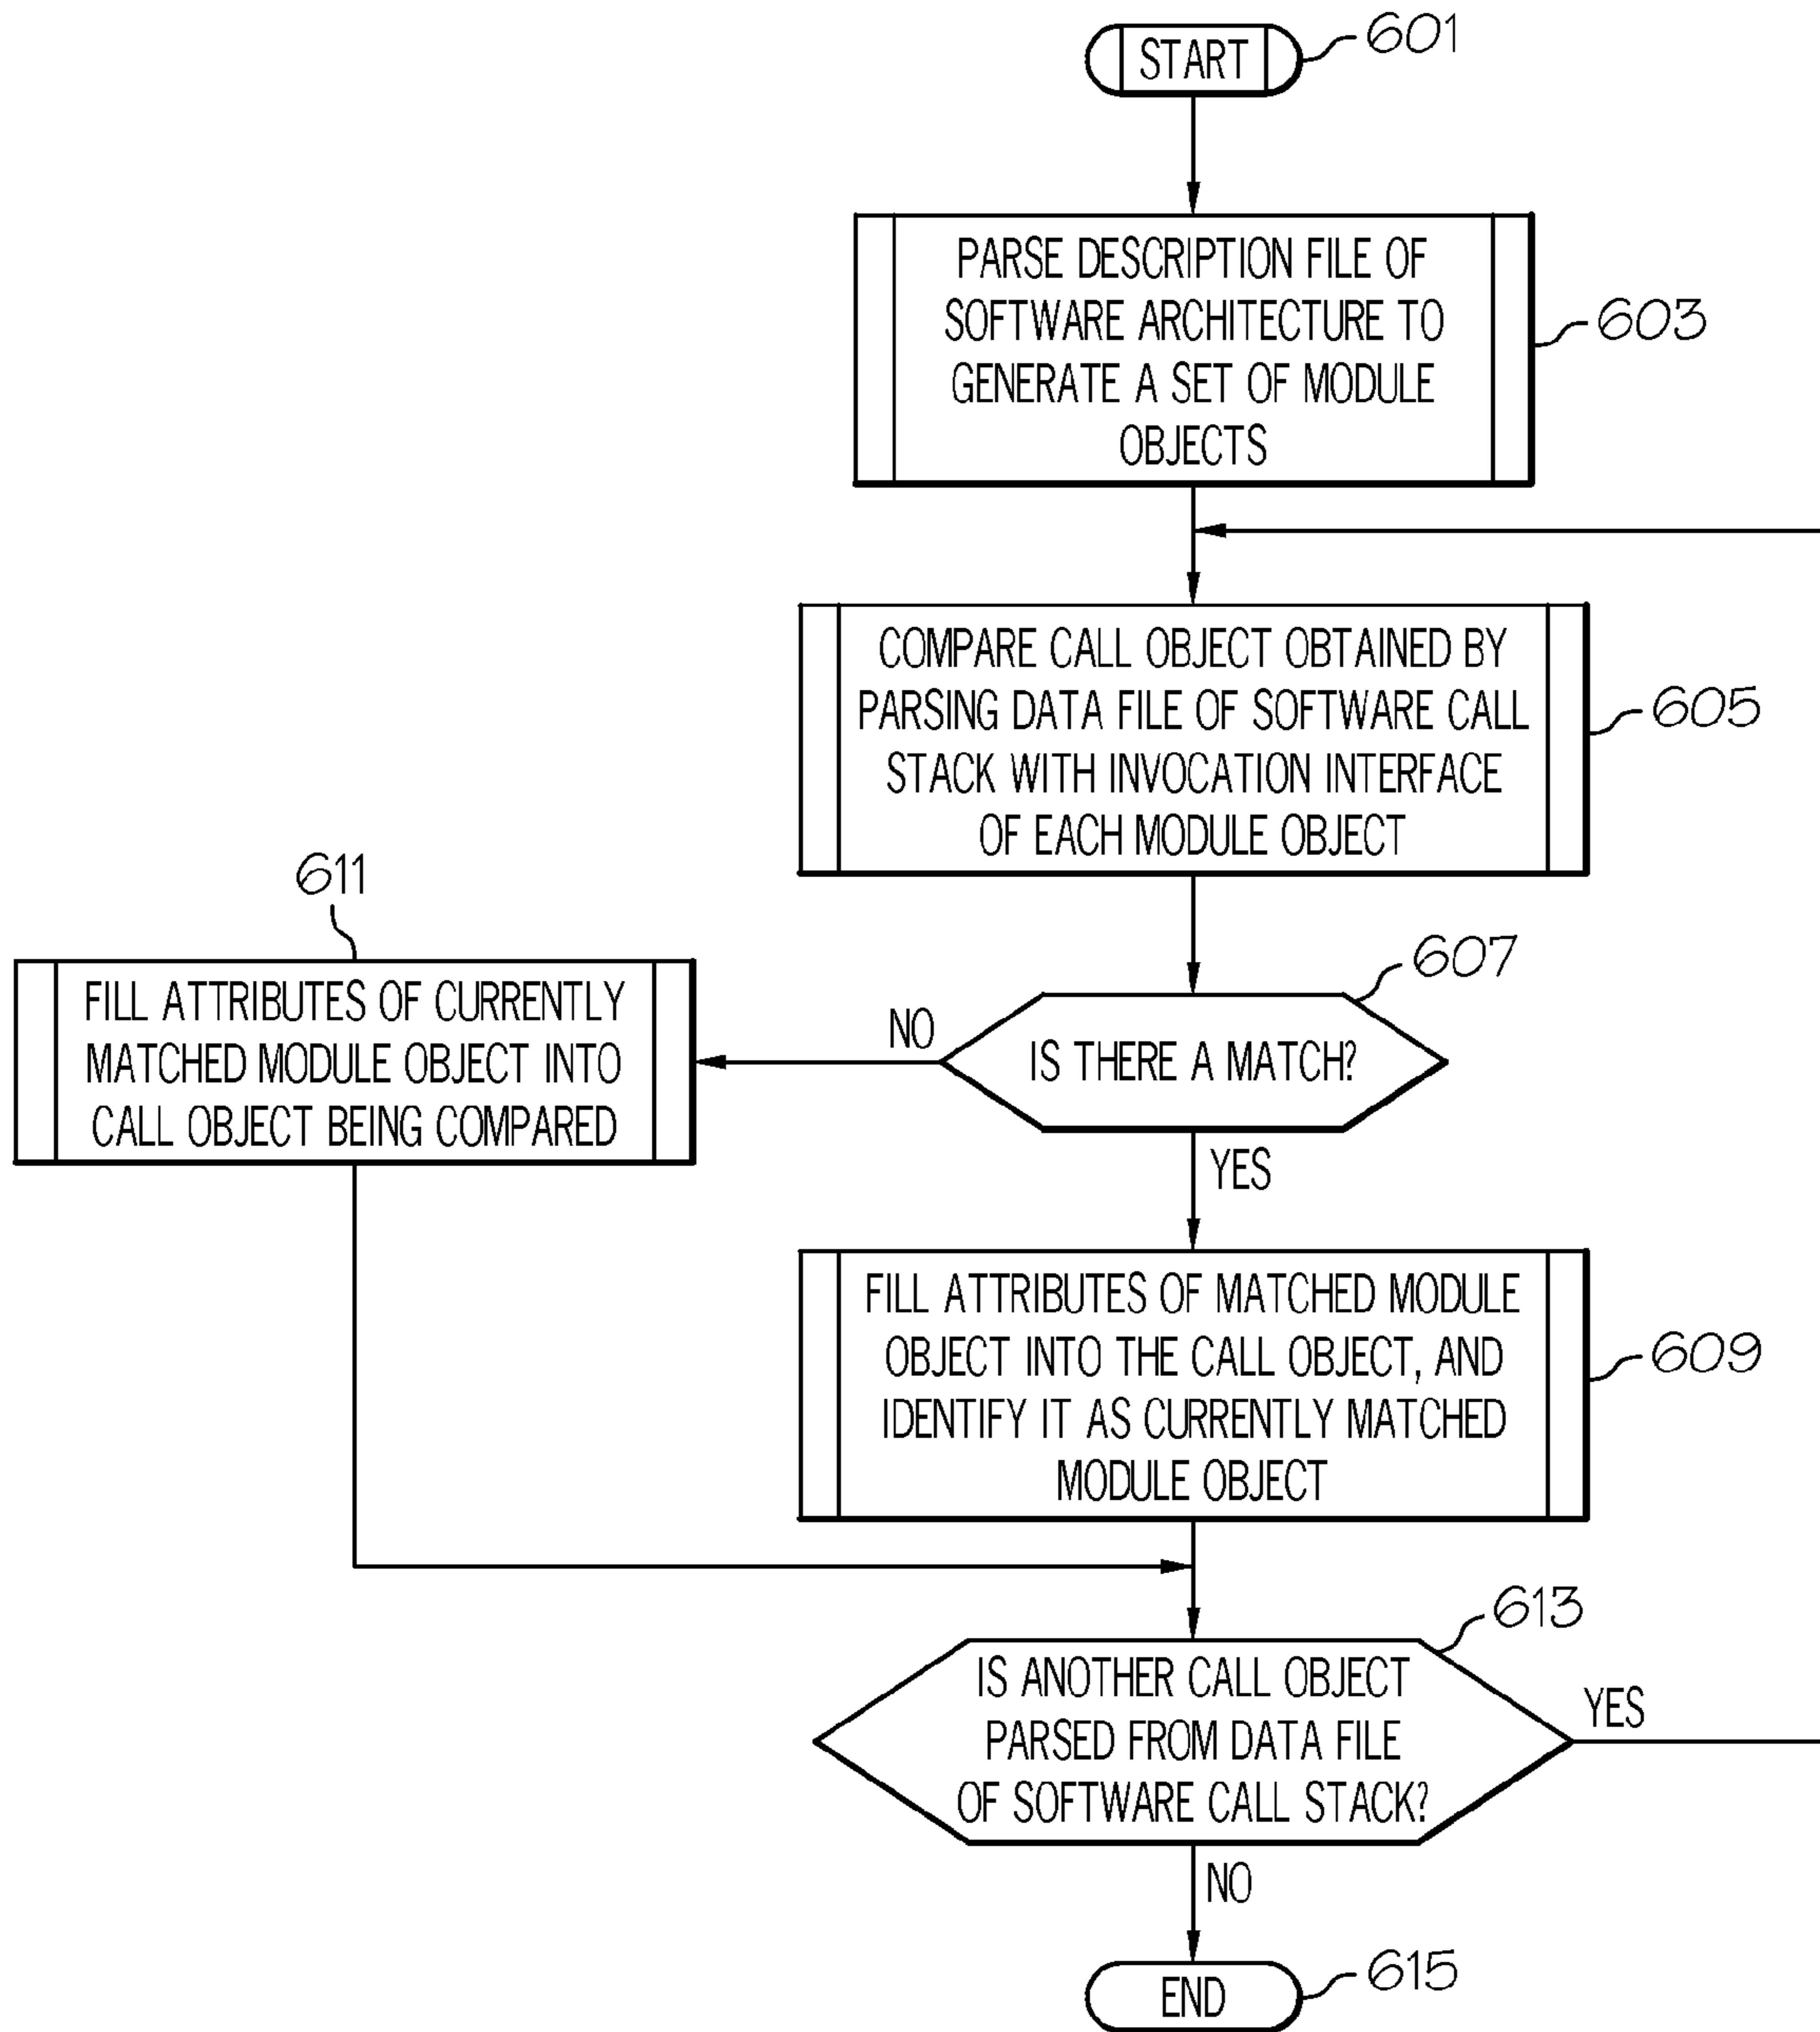 START
601
PARSE DESCRIPTION FILE OF
SOFTWARE ARCHITECTURE TO
GENERATE A SET OF MODULE
OBJECTS
603
COMPARE CALL OBJECT OBTAINED BY
PARSING DATA FILE OF SOFTWARE CALL
STACK WITH INVOCATION INTERFACE
OF EACH MODULE OBJECT
605
607
IS THERE A MATCH?
NO
YES
611
FILL ATTRIBUTES OF CURRENTLY
MATCHED MODULE OBJECT INTO
CALL OBJECT BEING COMPARED
FILL ATTRIBUTES OF MATCHED MODULE
OBJECT INTO THE CALL OBJECT, AND
IDENTIFY IT AS CURRENTLY MATCHED
MODULE OBJECT
609
613
IS ANOTHER CALL OBJECT
PARSED FROM DATA FILE
OF SOFTWARE CALL STACK?
YES
NO
END
615